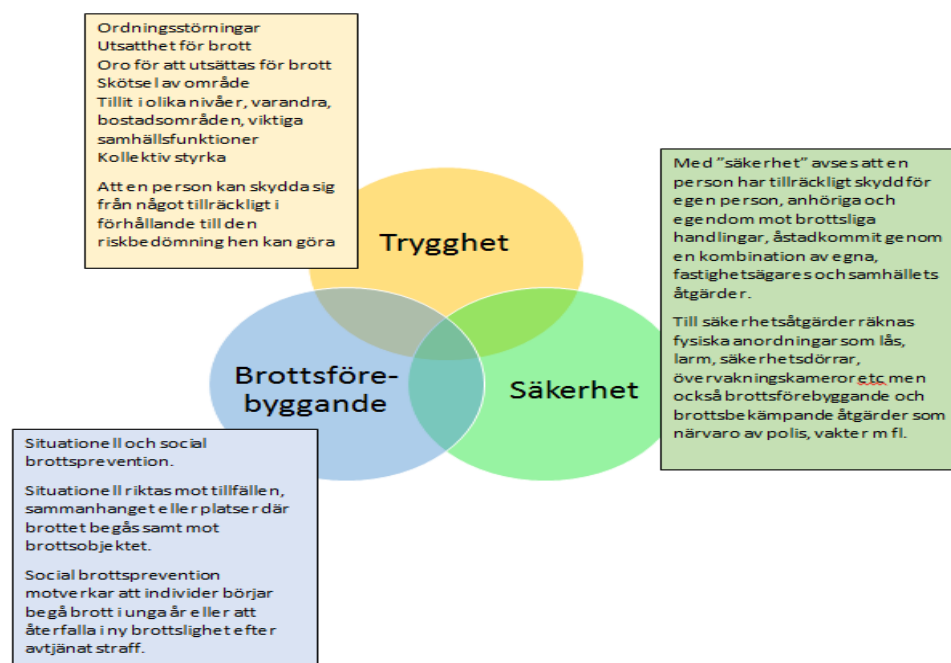 Ordningsstörningar
Utsatthet för brott
Oro för att utsättas för brott
Skötsel av område
Tillit i olika nivåer, varandra,
bostadsområden, viktiga
samhällsfunktioner
Kollektiv styrka
Att en person kan skydda sig
från något tillräckligt i
förhållande till den
riskbedömning hen kan göra
Trygghet
Med ”säkerhet” avses att en
person har tillräckligt skydd för
egen person, anhöriga och
egendom mot brottsliga
handlingar, åstadkommit genom
en kombination av egna,
fastighetsägares och samhällets
åtgärder.
Till säkerhetsåtgärder räknas
fysiska anordningar som lås,
larm, säkerhetsdörrar,
övervakningskameror etc men
också brottsförebyggande och
brottsbekämpande åtgärder som
närvaro av polis, vakter m fl.
Brottsföre-
byggande
Säkerhet
Situationell och social
brottsprevention.
Situationell riktas mot tillfällen,
sammanhanget eller platser där
brottet begås samt mot
brottsobjektet.
Social brottsprevention
motverkar att individer börjar
begå brott i unga år eller att
återfalla i ny brottslighet efter
avtjänat straff.